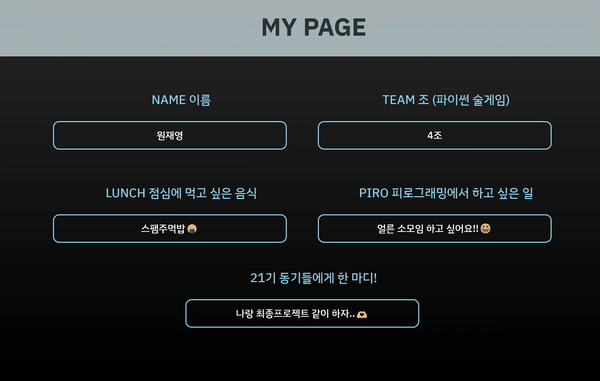 MY PAGE
NAME 이름
TEAM 조 (파이썬 술게임)
원재영
4조
LUNCH 점심에 먹고 싶은 음식
PIRO 피로그래밍에서 하고 싶은 일
스팸주먹밥🍘
얼른 소모임 하고 싶어요!!😆
21기 동기들에게 한 마디!
나랑 최종프로젝트 같이 하자..🫶